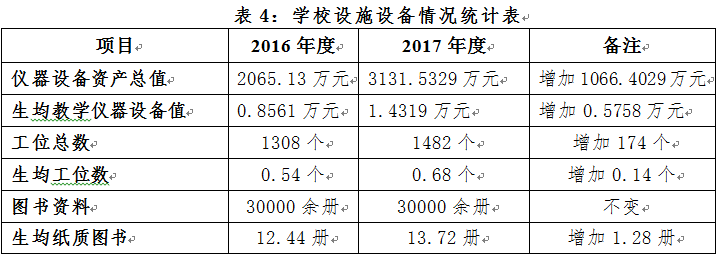 表 4：学校设施设备情况统计表
项目 2016 年度 2017 年度 备注
仪器设备资产总值 2065.13 万元 3131.5329 万元 增加 1066.4029 万元
生均教学仪器设备值 0.8561 万元 1.4319 万元 增加 0.5758 万元
工位总数 1308 个 1482 个 增加 174 个
生均工位数 0.54 个 0.68 个 增加 0.14 个
图书资料 30000 余册 30000 余册 不变
生均纸质图书 12.44 册 13.72 册 增加 1.28 册